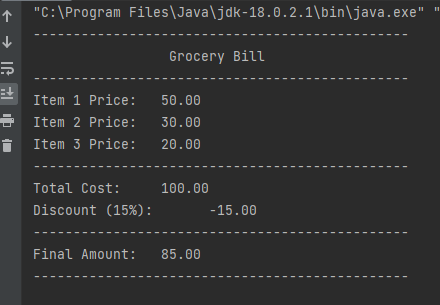 "C:\Program Files\Java\jdk-18.0.2.1\bin\java.exe" "
-----------------------------------------------
                 Grocery Bill
-----------------------------------------------
Item 1 Price:   50.00
Item 2 Price:   30.00
Item 3 Price:   20.00
-----------------------------------------------
Total Cost:     100.00
Discount (15%):       -15.00
-----------------------------------------------
Final Amount:   85.00
-----------------------------------------------